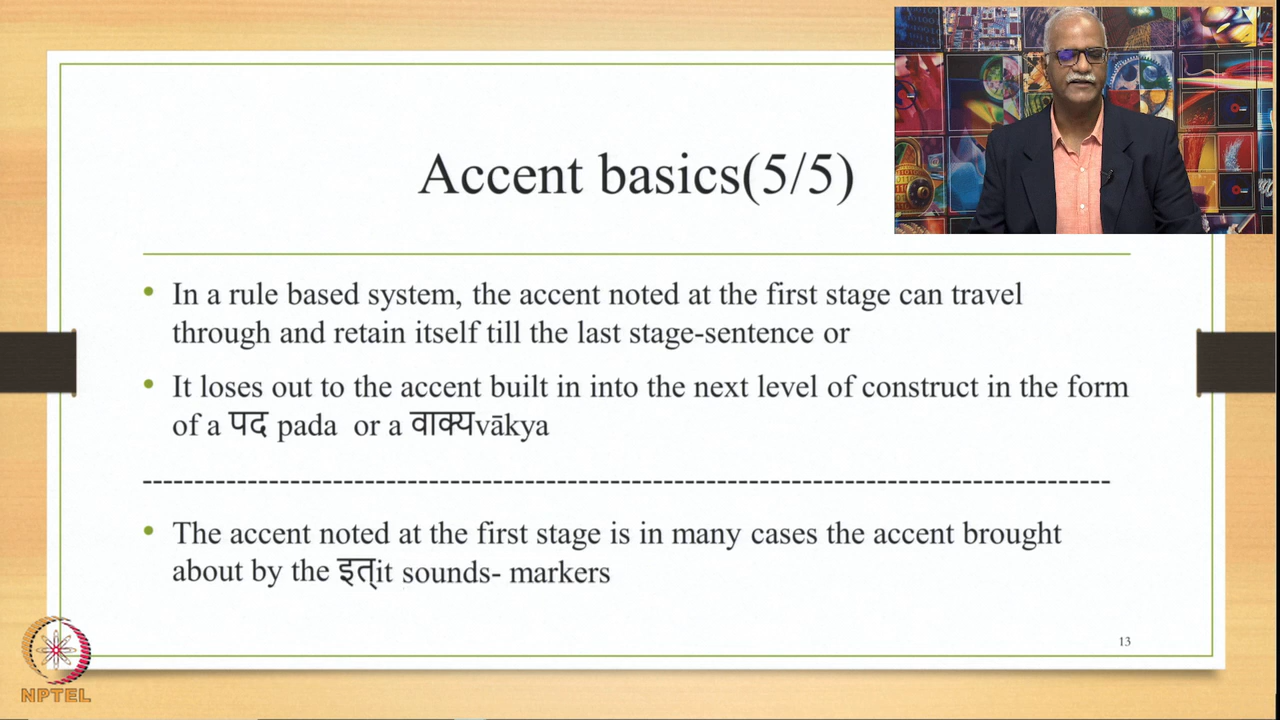 Accent basics(5/5)
• In a rule based system, the accent noted at the first stage can travel
through and retain itself till the last stage-sentence or
• It loses out to the accent built in into the next level of construct in the form
of a पद pada or a वाक्यvākya
-------------------------------------------------------------------------------------------
• The accent noted at the first stage is in many cases the accent brought
about by the इत्it sounds- markers
13
NPTEL